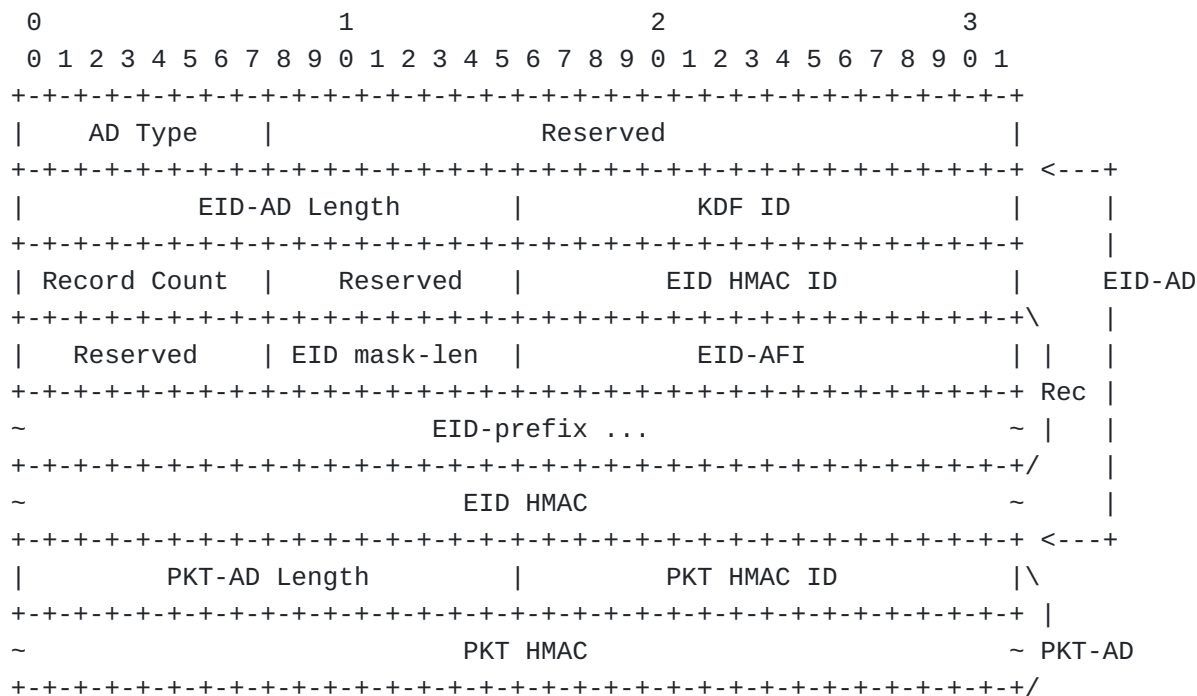 0                   1                   2                   3
 0 1 2 3 4 5 6 7 8 9 0 1 2 3 4 5 6 7 8 9 0 1 2 3 4 5 6 7 8 9 0 1
+-+-+-+-+-+-+-+-+-+-+-+-+-+-+-+-+-+-+-+-+-+-+-+-+-+-+-+-+-+-+-+-+
|    AD Type    |                 Reserved                      |
+-+-+-+-+-+-+-+-+-+-+-+-+-+-+-+-+-+-+-+-+-+-+-+-+-+-+-+-+-+-+-+-+ <---+
|           EID-AD Length       |           KDF ID              |     |
+-+-+-+-+-+-+-+-+-+-+-+-+-+-+-+-+-+-+-+-+-+-+-+-+-+-+-+-+-+-+-+-+     |
| Record Count  |    Reserved   |         EID HMAC ID           |     EID-AD
+-+-+-+-+-+-+-+-+-+-+-+-+-+-+-+-+-+-+-+-+-+-+-+-+-+-+-+-+-+-+-+-+\    |
|   Reserved    | EID mask-len  |           EID-AFI             | |   |
+-+-+-+-+-+-+-+-+-+-+-+-+-+-+-+-+-+-+-+-+-+-+-+-+-+-+-+-+-+-+-+-+ Rec |
~                          EID-prefix ...                       ~ |   |
+-+-+-+-+-+-+-+-+-+-+-+-+-+-+-+-+-+-+-+-+-+-+-+-+-+-+-+-+-+-+-+-+/    |
~                            EID HMAC                           ~     |
+-+-+-+-+-+-+-+-+-+-+-+-+-+-+-+-+-+-+-+-+-+-+-+-+-+-+-+-+-+-+-+-+ <---+
|         PKT-AD Length         |         PKT HMAC ID           |\
+-+-+-+-+-+-+-+-+-+-+-+-+-+-+-+-+-+-+-+-+-+-+-+-+-+-+-+-+-+-+-+-+ |
~                            PKT HMAC                           ~ PKT-AD
+-+-+-+-+-+-+-+-+-+-+-+-+-+-+-+-+-+-+-+-+-+-+-+-+-+-+-+-+-+-+-+-+/